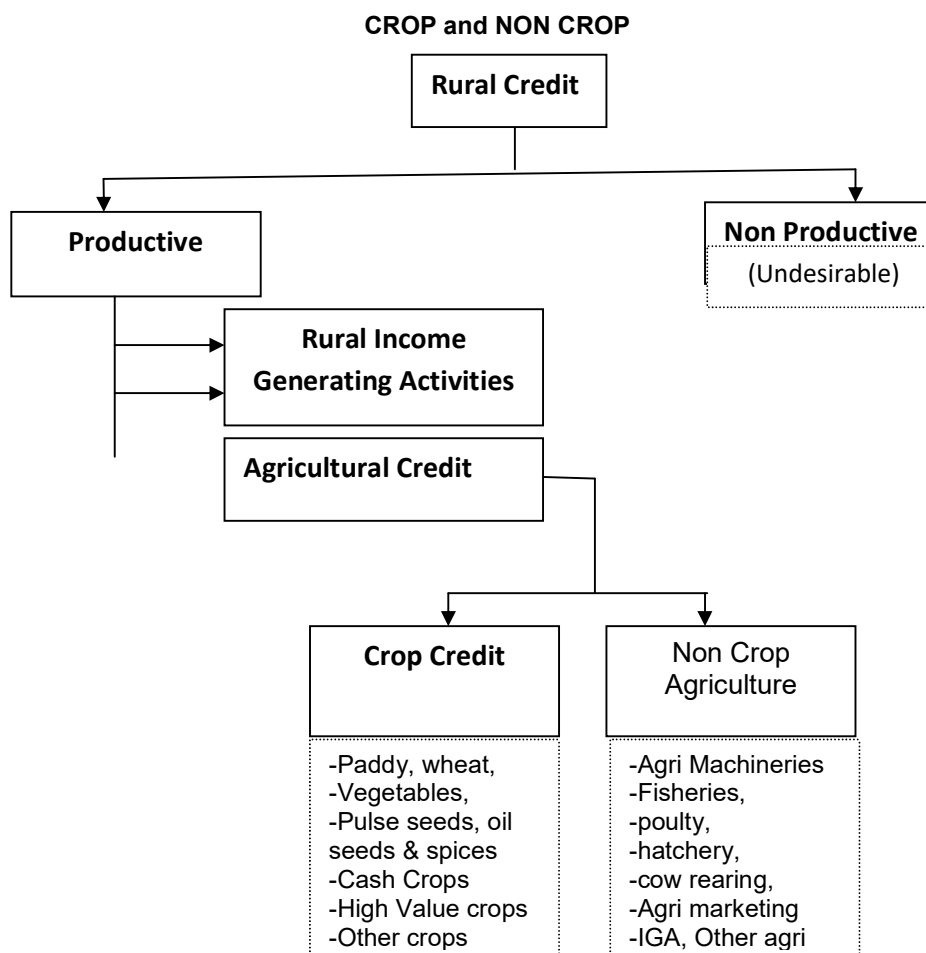 CROP and NON CROP
Rural Credit
Productive
Non Productive
(Undesirable)
Rural Income
Generating Activities
Agricultural Credit
Crop Credit
-Paddy, wheat,
-Vegetables,
-Pulse seeds, oil
seeds & spices
-Cash Crops
-High Value crops
-Other crops
Non Crop
Agriculture
-Agri Machineries
-Fisheries,
-poulty,
-hatchery,
-cow rearing,
-Agri marketing
-IGA, Other agri